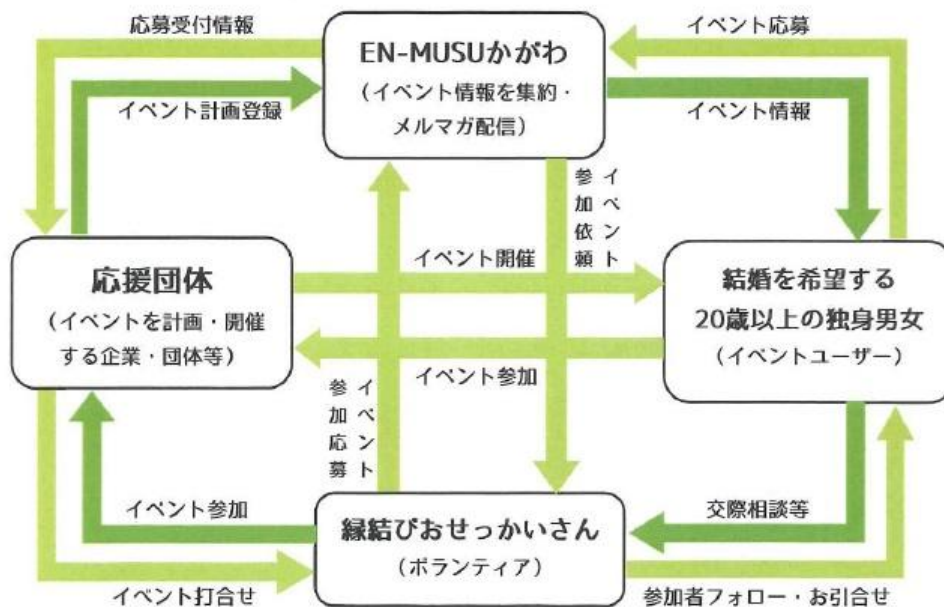 応募受付情報
イベント応募
EN-MUSUかがわ
（イベント情報を集約・
メルマガ配信）
イベント計画登録
イベント情報
イベント
参加依頼
応援団体
（イベントを計画・開催
する企業・団体等）
イベント開催
結婚を希望する
20歳以上の独身男女
（イベントユーザー）
イベント参加
イベント
参加応募
イベント参加
縁結びおせっかいさん
（ボランティア）
交際相談等
イベント打合せ
参加者フォロー・お引合せ